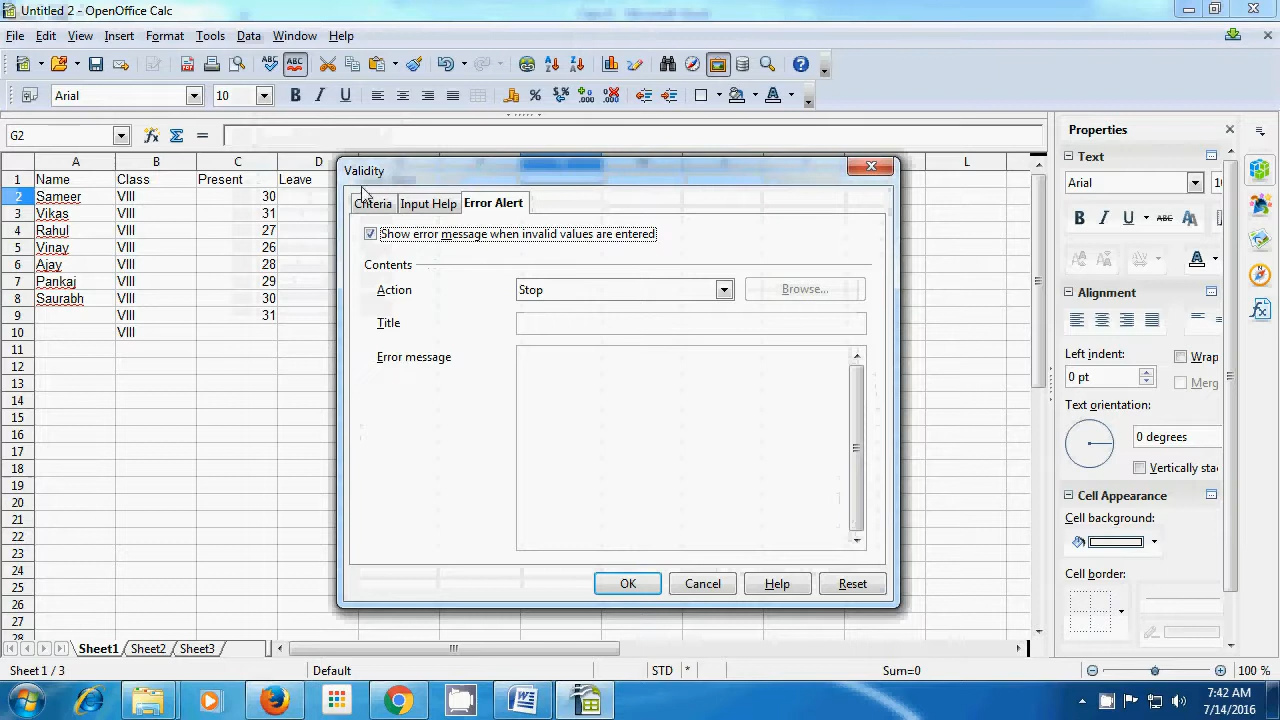 Untitled 2 - OpenOffice Calc
File Edit View Insert Format Tools Data Window Help
Arial 10
G2
A B C D L
1 Name Class Present Leave
2 Sameer VIII 30
3 Vikas VIII 31
4 Rahul VIII 27
5 Vinay VIII 26
6 Ajay VIII 28
7 Pankaj VIII 29
8 Saurabh VIII 30
9 VIII 31
10 VIII
11
12
13
14
15
16
17
18
19
20
21
22
23
24
25
26
27
28
Validity
Criteria Input Help Error Alert
Show error message when invalid values are entered
Contents
Action Stop Browse...
Title
Error message
OK Cancel Help Reset
Properties
Text
Arial
Alignment
Left indent: Wrap
0 pt Merg
Text orientation:
0 degrees
Vertically sta
Cell Appearance
Cell background:
Cell border:
Sheet1 Sheet2 Sheet3
Sheet 1 / 3 Default STD * Sum=0 100 %
7:42 AM
7/14/2016